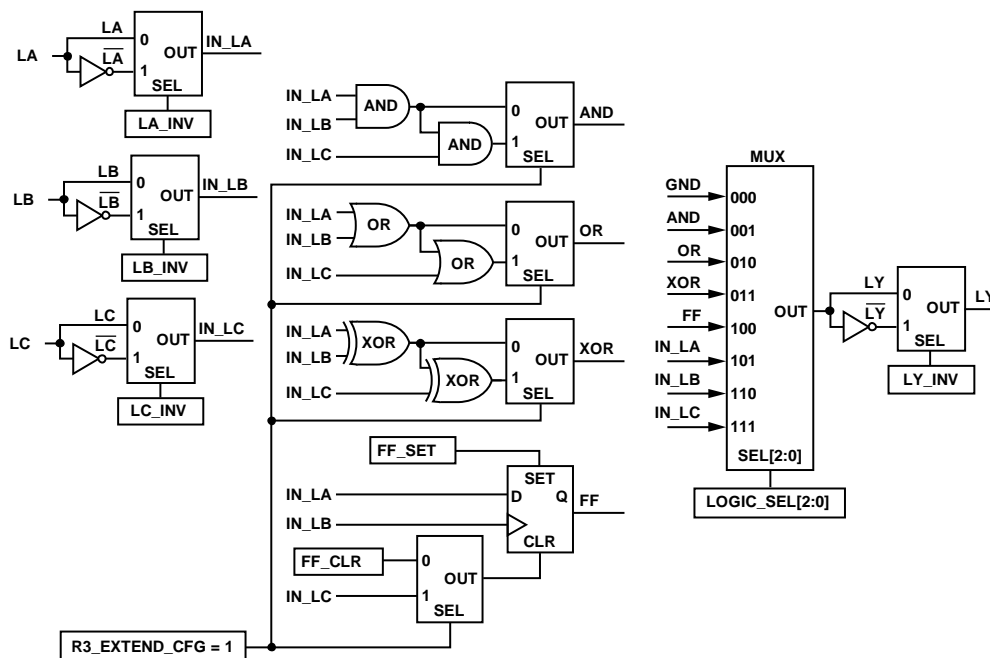 LA
LA
LA
0
1
OUT
SEL
IN_LA
LA_INV
LB
LB
LB
0
1
OUT
SEL
IN_LB
LB_INV
LC
LC
LC
0
1
OUT
SEL
IN_LC
LC_INV
IN_LA
IN_LB
IN_LC
AND
AND
0
1
OUT
SEL
AND
IN_LA
IN_LB
IN_LC
OR
OR
0
1
OUT
SEL
OR
IN_LA
IN_LB
IN_LC
XOR
XOR
0
1
OUT
SEL
XOR
FF_SET
IN_LA
IN_LB
SET
D
Q
CLR
FF
FF_CLR
IN_LC
0
1
OUT
SEL
R3_EXTEND_CFG = 1
MUX
GND
000
AND
001
OR
010
XOR
011
FF
100
IN_LA
101
IN_LB
110
IN_LC
111
OUT
SEL[2:0]
LOGIC_SEL[2:0]
LY
LY
0
1
OUT
SEL
LY
LY_INV